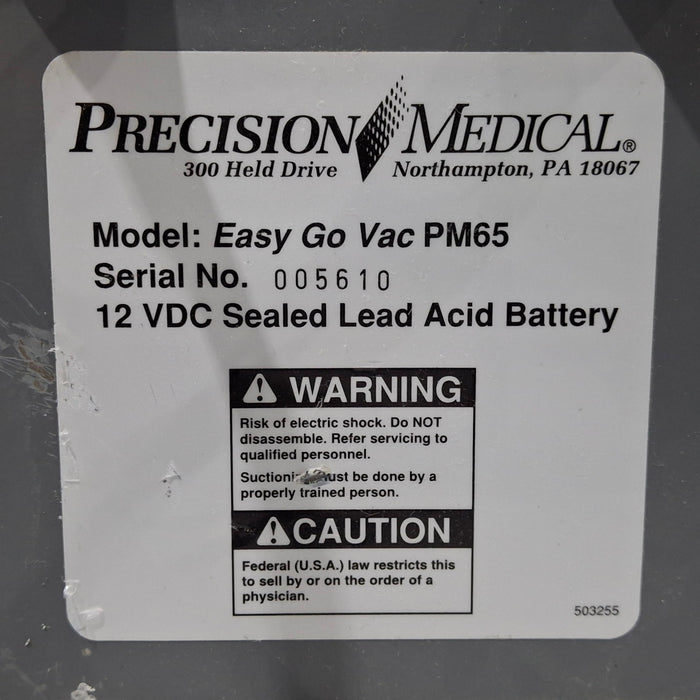 PRECISION MEDICAL®
300 Held Drive Northampton, PA 18067
Model: Easy Go Vac PM65
Serial No. 005610
12 VDC Sealed Lead Acid Battery
⚠ WARNING
Risk of electric shock. Do NOT
disassemble. Refer servicing to
qualified personnel.
be done by a
properly trained person.
⚠ CAUTION
Federal (U.S.A.) law restricts this
to sell by or on the order of a
physician.
503255